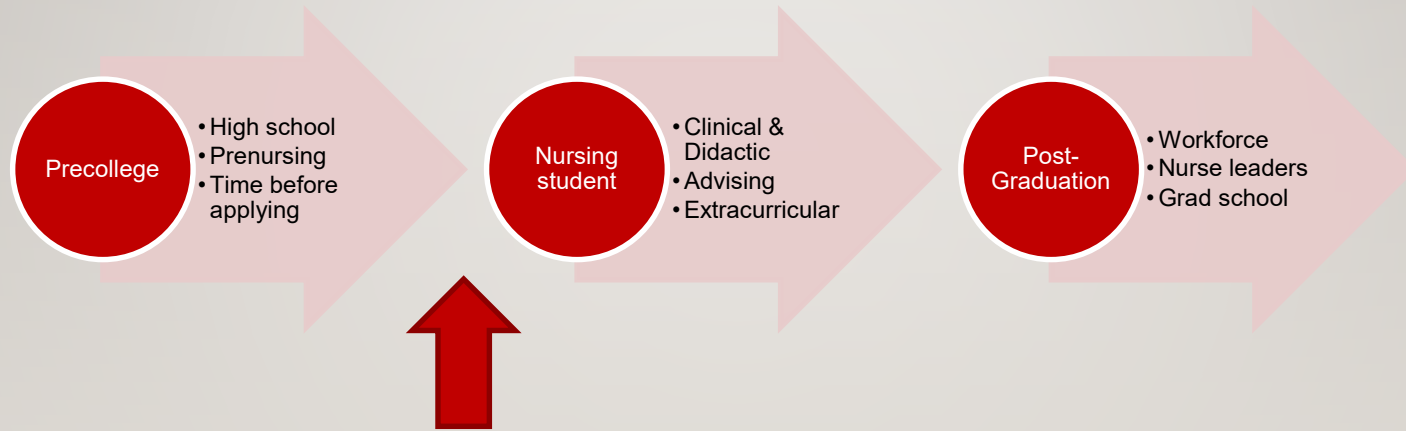 Precollege
• High school
• Prenursing
• Time before
applying
Nursing
student
• Clinical &
Didactic
• Advising
• Extracurricular
Post-
Graduation
• Workforce
• Nurse leaders
• Grad school